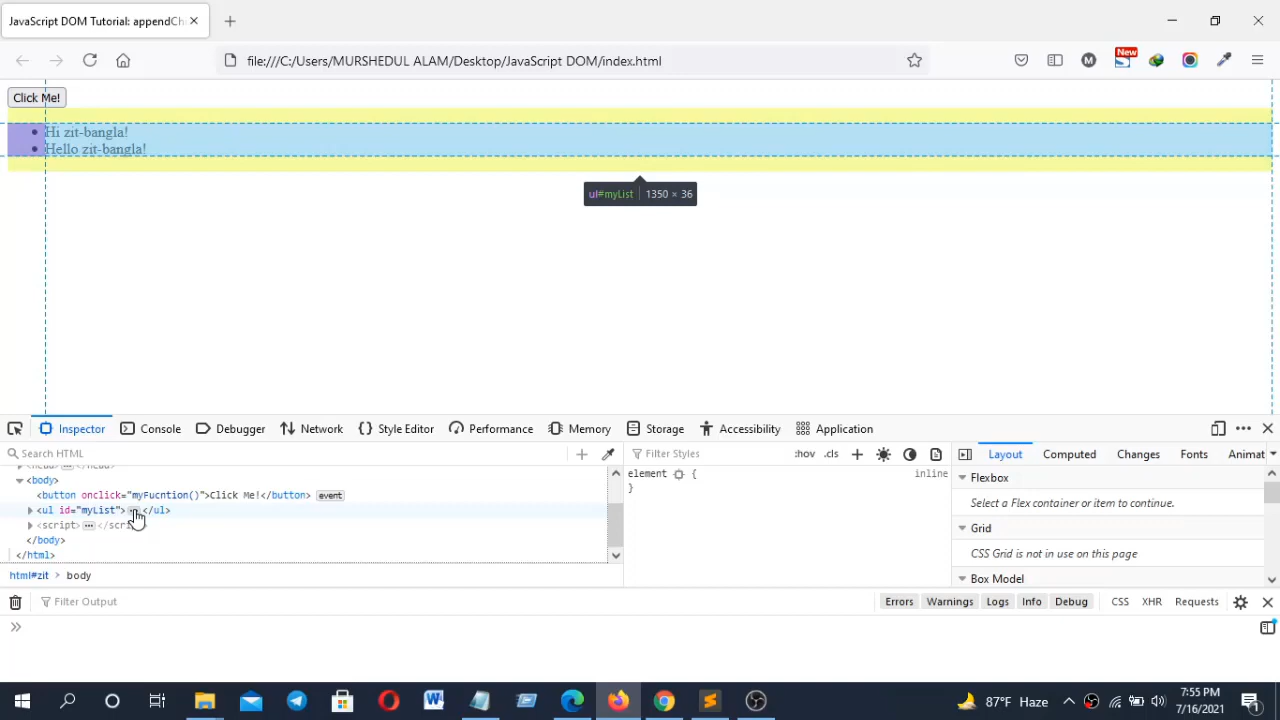 JavaScript DOM Tutorial: appendCh
file:///C:/Users/MURSHEDUL ALAM/Desktop/JavaScript DOM/index.html
New
M
Click Me!
Hi zit-bangla!
Hello zit-bangla!
ul#myList 1350 × 36
Inspector Console Debugger Network Style Editor Performance Memory Storage Accessibility Application
Search HTML
Filter Styles
:hov .cls
Layout Computed Changes Fonts Animat
<head> </head>
<body>
<button onclick="myFucntion()">Click Me!</button> event
<ul id="myList"> </ul>
<script> </scri
</body>
</html>
html#zit > body
element { inline
}
Flexbox
Select a Flex container or item to continue.
Grid
CSS Grid is not in use on this page
Box Model
Filter Output
Errors Warnings Logs Info Debug CSS XHR Requests
87°F Haze
7:55 PM
7/16/2021
1